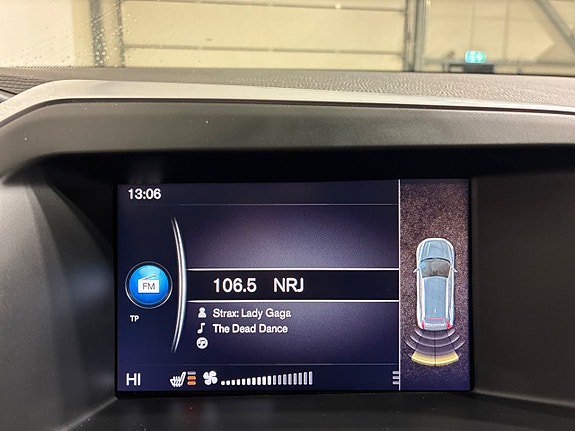 13:06
FM
TP
106.5 NRJ
Strax: Lady Gaga
The Dead Dance
HI